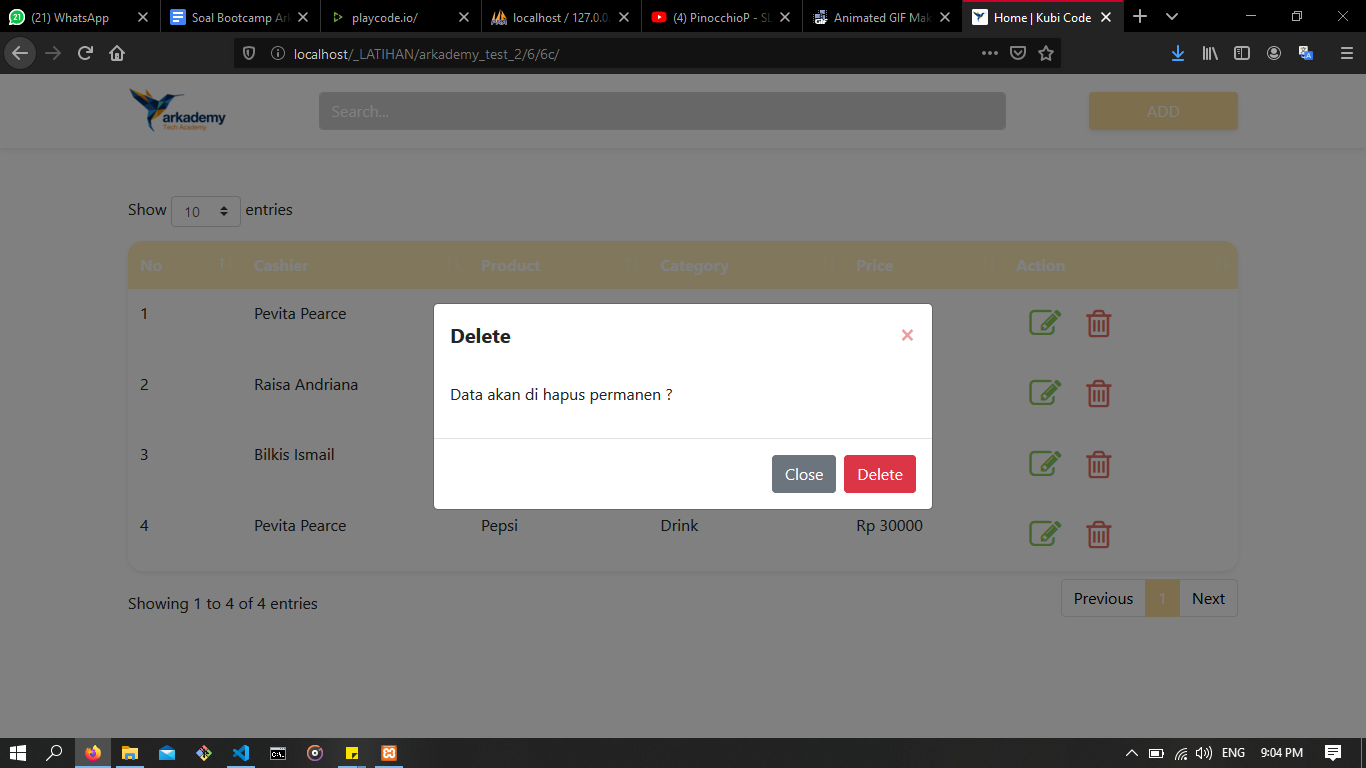 (21) WhatsApp
Soal Bootcamp Ark
playcode.io/
localhost / 127.0.0.
(4) PinocchioP - SL
Animated GIF Mak
Home | Kubi Code
localhost/_LATIHAN/arkademy_test_2/6/6c/
arkademy
Tech Academy
Search...
ADD
Show 10 entries
No Cashier Product Category Price Action
1 Pevita Pearce
2 Raisa Andriana
3 Bilkis Ismail
4 Pevita Pearce Pepsi Drink Rp 30000
Delete ×
Data akan di hapus permanen ?
Close Delete
Showing 1 to 4 of 4 entries
Previous 1 Next
ENG 9:04 PM